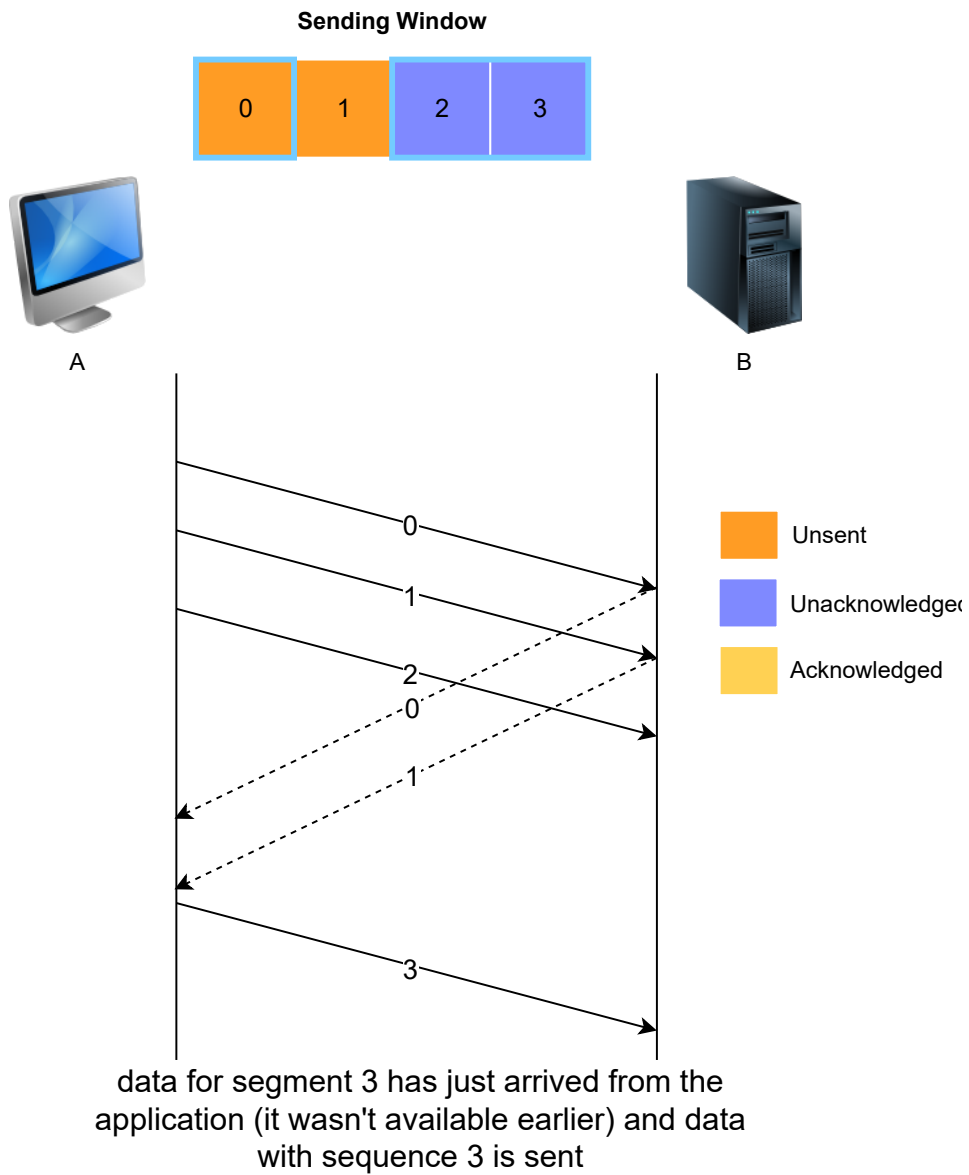 Sending Window
0 1 2 3
A
B
0
Unsent
1
Unacknowledged
2
Acknowledged
0
1
3
data for segment 3 has just arrived from the
application (it wasn't available earlier) and data
with sequence 3 is sent